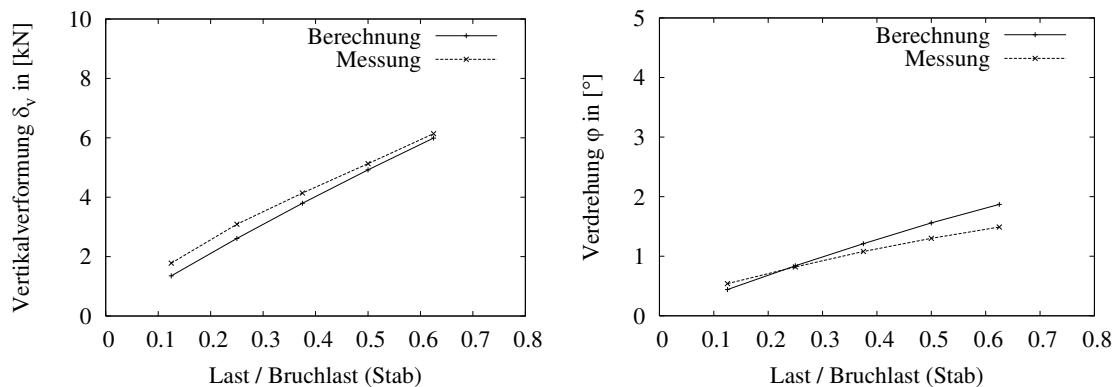 10
8
6
4
2
0
0 0.1 0.2 0.3 0.4 0.5 0.6 0.7 0.8
Vertikalverformung δv in [kN]
Last / Bruchlast (Stab)
Berechnung
Messung
5
4
3
2
1
0
0 0.1 0.2 0.3 0.4 0.5 0.6 0.7 0.8
Verdrehung φ in [°]
Last / Bruchlast (Stab)
Berechnung
Messung